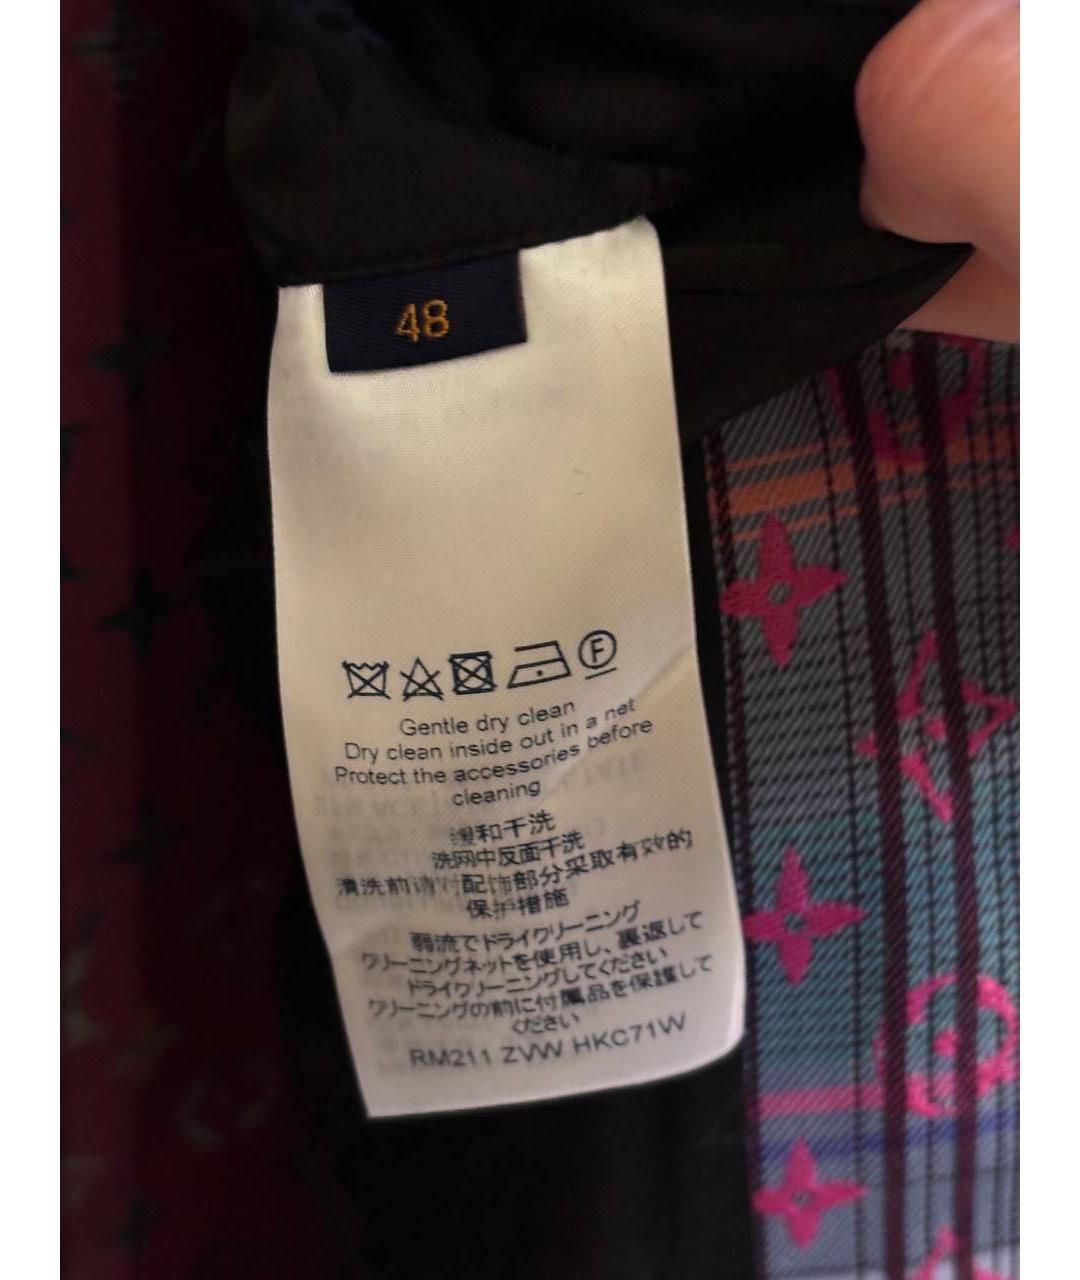 48
F
Gentle dry clean
Dry clean inside out in a net
Protect the accessories before
cleaning
缓和干洗
洗网中反面干洗
清洗前请对配饰部分采取有效的
保护措施
弱流でドライクリーニング
クリーニングネットを使用し、裏返して
ドライクリーニングしてください
クリーニングの前に付属品を保護して
ください
RM211 ZVW HKC71W